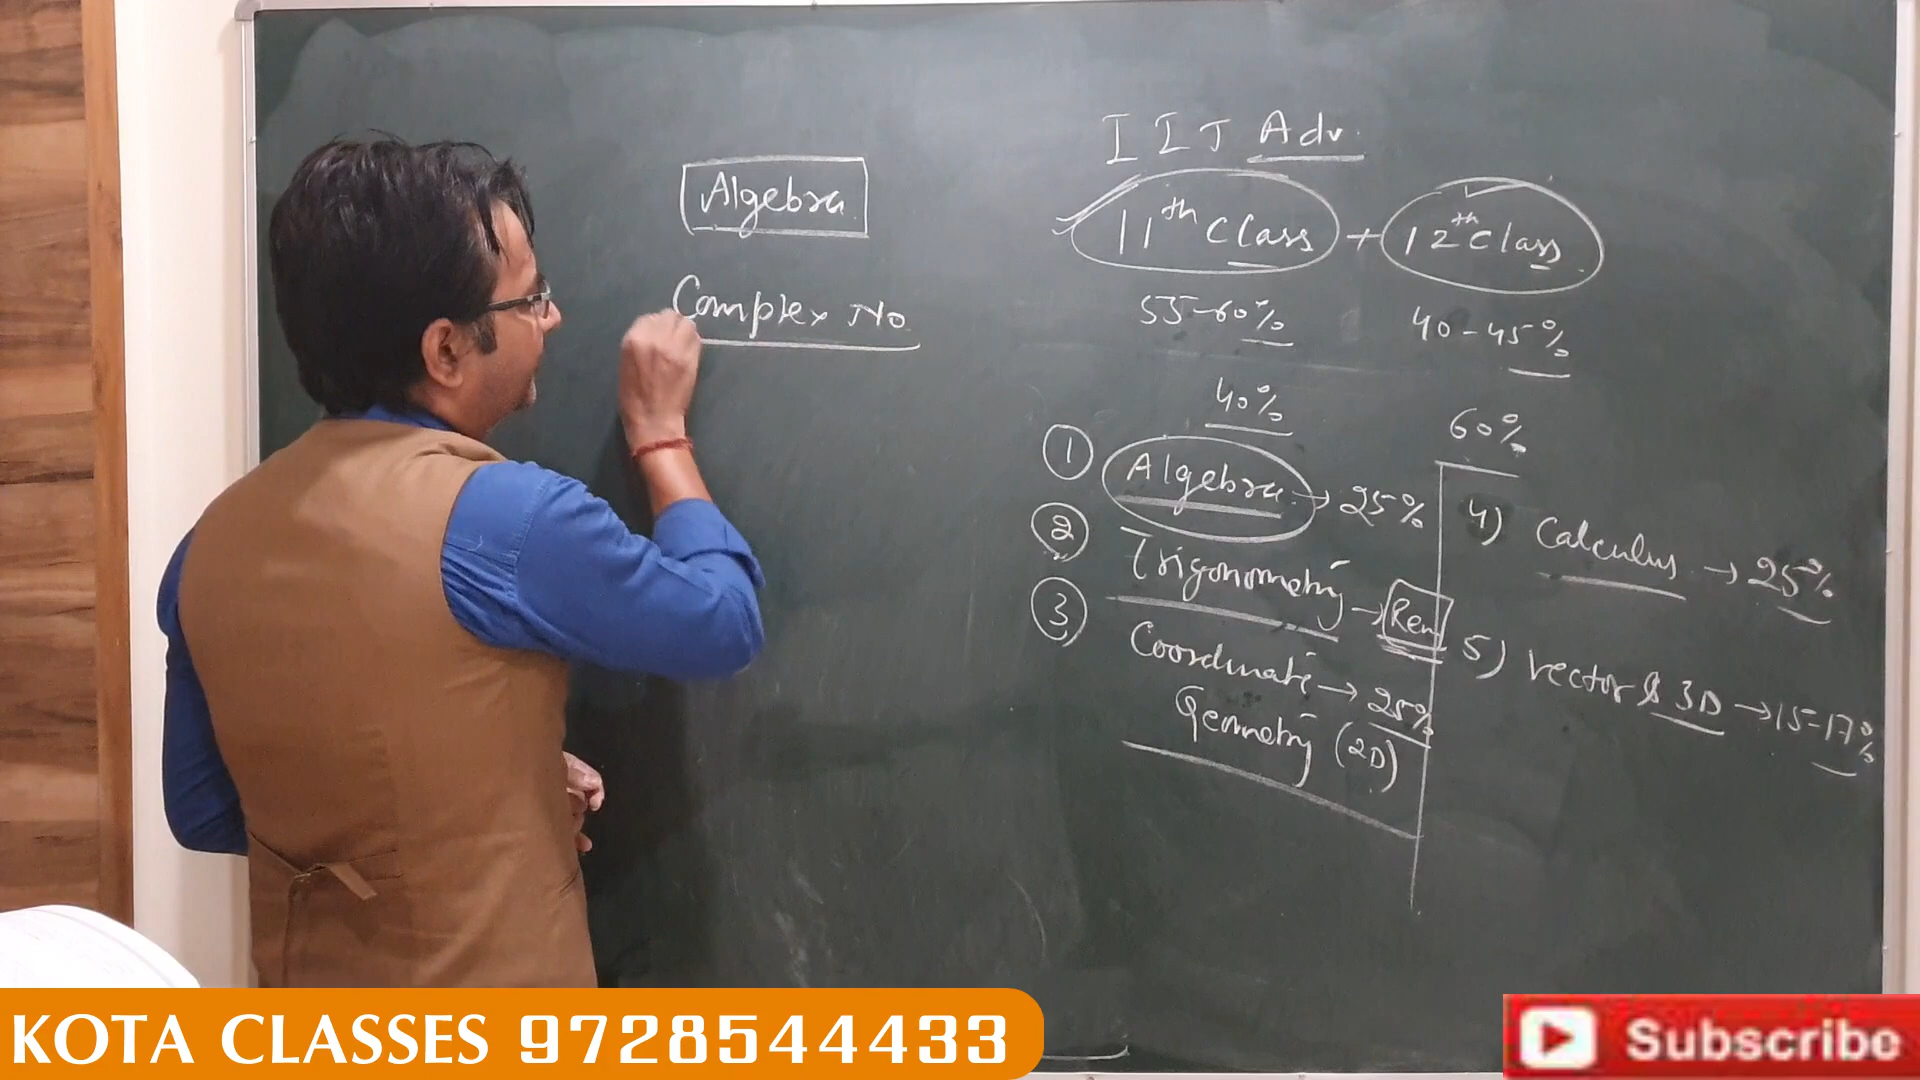 Algebra
Complex No.
IIT Adv.
11th Class + 12th Class
55-60%
40-45%
40%
60%
1 Algebra → 25%
2 Trigonometry → Rem
3 Coordinate → 25%
Geometry (2D)
4) Calculus → 25%
5) Vector & 3D → 15-17%
KOTA CLASSES 9728544433
Subscribe